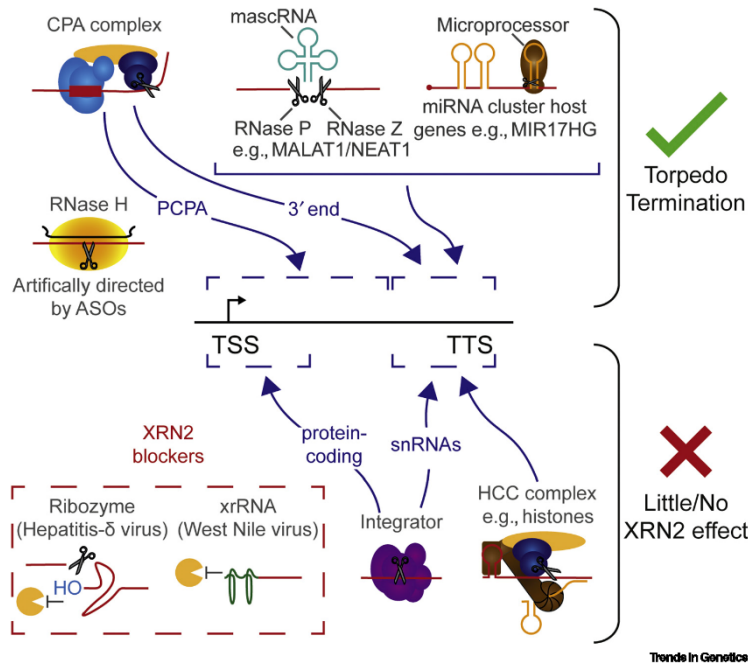 CPA complex
mascRNA
Microprocessor
RNase P
RNase Z
e.g., MALAT1/NEAT1
miRNA cluster host
genes e.g., MIR17HG
Torpedo
Termination
RNase H
PCPA
3′ end
Artifically directed
by ASOs
TSS
TTS
XRN2
blockers
protein-
coding
snRNAs
Ribozyme
(Hepatitis-δ virus)
xrRNA
(West Nile virus)
Integrator
HCC complex
e.g., histones
Little/No
XRN2 effect
HO
Trends in Genetics